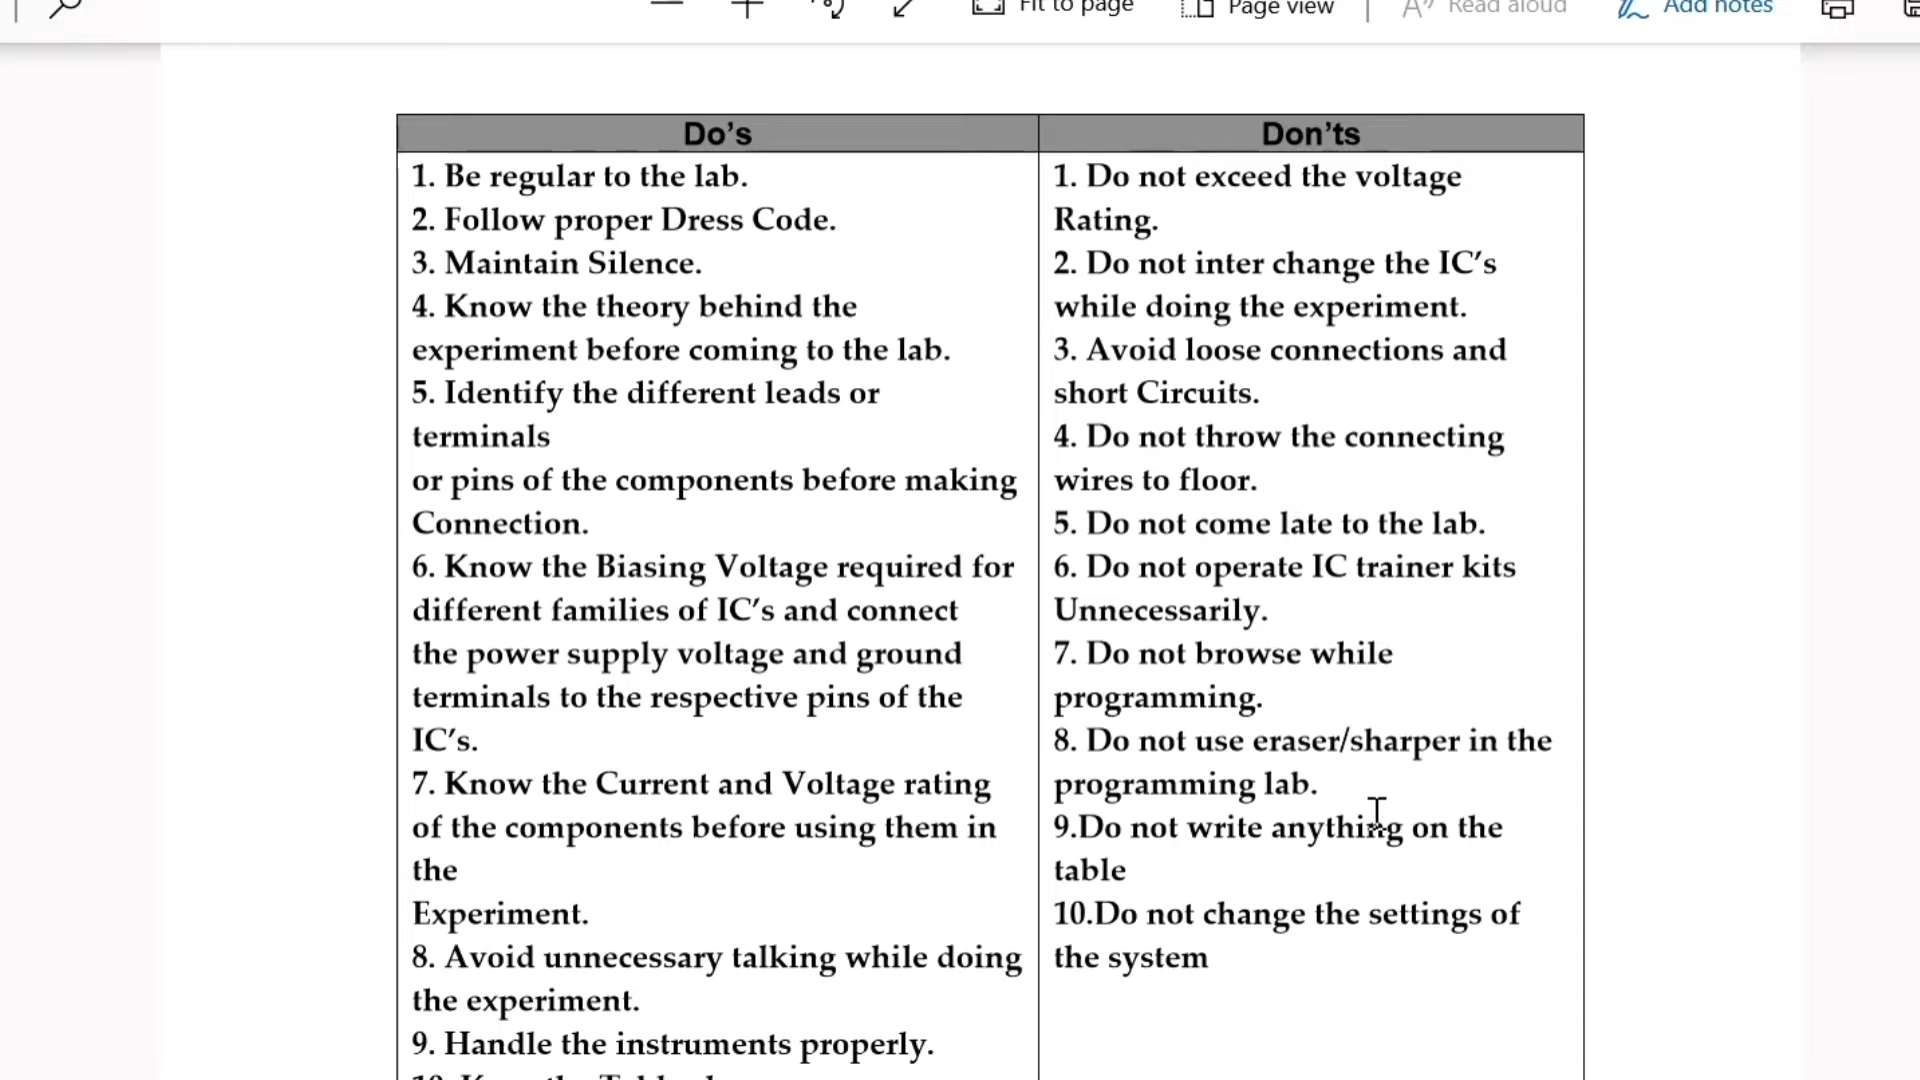 Fit to page
Page view
Read aloud
Add notes
Do's
1. Be regular to the lab.
2. Follow proper Dress Code.
3. Maintain Silence.
4. Know the theory behind the
experiment before coming to the lab.
5. Identify the different leads or
terminals
or pins of the components before making
Connection.
6. Know the Biasing Voltage required for
different families of IC's and connect
the power supply voltage and ground
terminals to the respective pins of the
IC's.
7. Know the Current and Voltage rating
of the components before using them in
the
Experiment.
8. Avoid unnecessary talking while doing
the experiment.
9. Handle the instruments properly.
Don'ts
1. Do not exceed the voltage
Rating.
2. Do not inter change the IC's
while doing the experiment.
3. Avoid loose connections and
short Circuits.
4. Do not throw the connecting
wires to floor.
5. Do not come late to the lab.
6. Do not operate IC trainer kits
Unnecessarily.
7. Do not browse while
programming.
8. Do not use eraser/sharper in the
programming lab.
9.Do not write anything on the
table
10.Do not change the settings of
the system